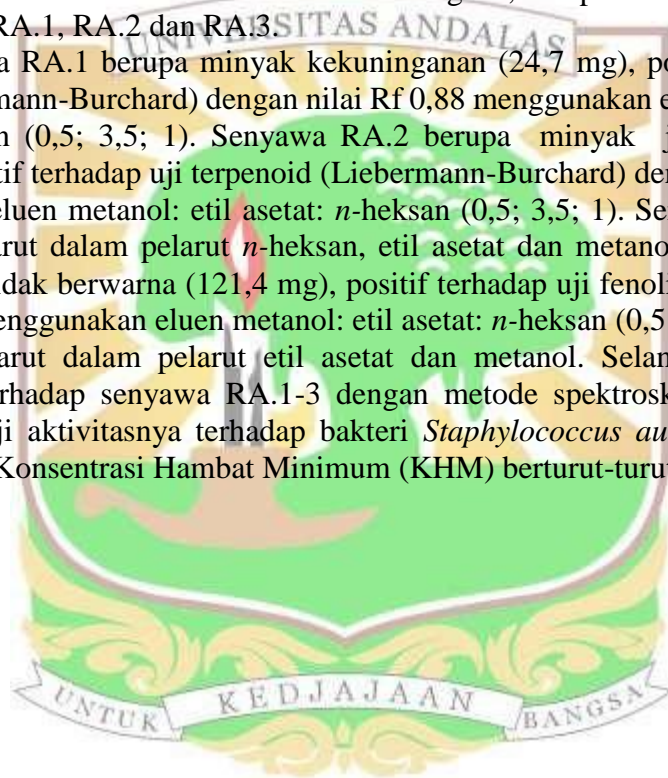 RA.1, RA.2 dan RA.3.
UNIVERSITAS ANDALAS
a RA.1 berupa minyak kekuninganan (24,7 mg), po
mann-Burchard) dengan nilai Rf 0,88 menggunakan e
n (0,5; 3,5; 1). Senyawa RA.2 berupa minyak j
tif terhadap uji terpenoid (Liebermann-Burchard) den
eluen metanol: etil asetat: n-heksan (0,5; 3,5; 1). Se
arut dalam pelarut n-heksan, etil asetat dan metano
idak berwarna (121,4 mg), positif terhadap uji fenoli
enggunakan eluen metanol: etil asetat: n-heksan (0,5
arut dalam pelarut etil asetat dan metanol. Selan
rhadap senyawa RA.1-3 dengan metode spektrosk
ji aktivitasnya terhadap bakteri Staphylococcus au
Konsentrasi Hambat Minimum (KHM) berturut-turut
UNTUK KEDJAJAAN BANGSA